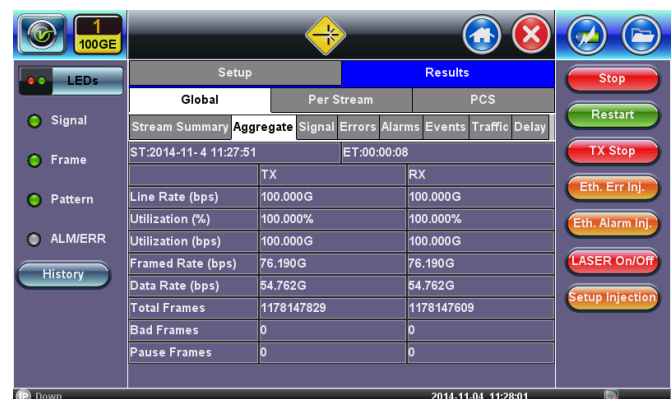 1
100GE
LEDs
Signal
Frame
Pattern
ALM/ERR
History
Setup Results
Global Per Stream PCS
Stream Summary Aggregate Signal Errors Alarms Events Traffic Delay
ST:2014-11- 4 11:27:51 ET:00:00:08
TX RX
Line Rate (bps) 100.000G 100.000G
Utilization (%) 100.000% 100.000%
Utilization (bps) 100.000G 100.000G
Framed Rate (bps) 76.190G 76.190G
Data Rate (bps) 54.762G 54.762G
Total Frames 1178147829 1178147609
Bad Frames 0 0
Pause Frames 0 0
Stop
Restart
TX Stop
Eth. Err Inj.
Eth. Alarm Inj.
LASER On/Off
Setup Injection
IP Down 2014.11.04 11:28:01